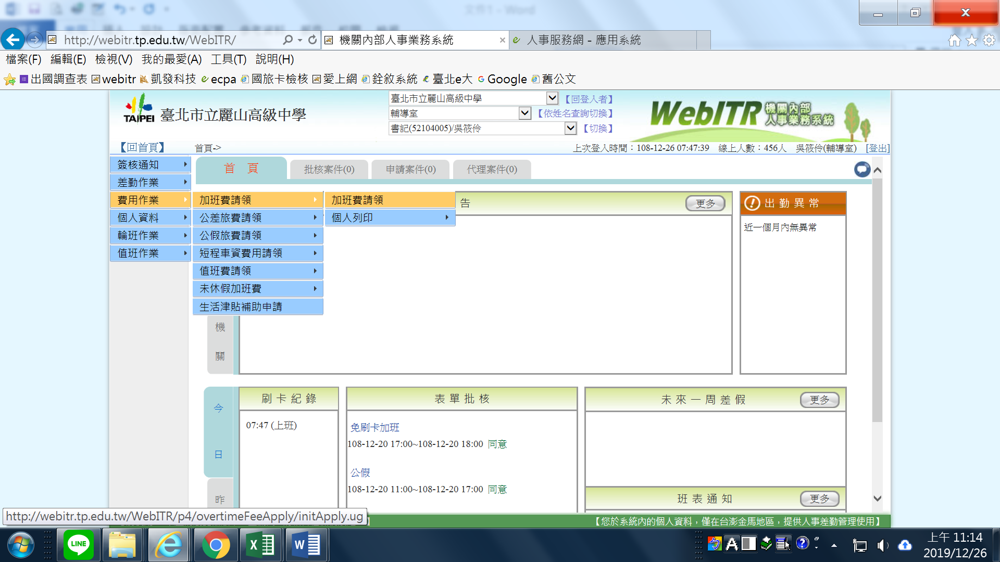 文件1 - Word
http://webitr.tp.edu.tw/WebITR/
機關內部人事業務系統
人事服務網 - 應用系統
檔案(F) 編輯(E) 檢視(V) 我的最愛(A) 工具(T) 說明(H)
出國調查表 webitr 凱發科技 ecpa 國旅卡檢核 愛上網 銓敘系統 臺北e大 Google 舊公文
TAIPEI 臺北市立麗山高級中學
臺北市立麗山高級中學 【回登入者】
輔導室 【依姓名查詢切換】
書記(52104005)/吳筱伶 【切換】
WebITR 機關內部
人事業務系統
【回首頁】 首頁-> 上次登入時間：108-12-26 07:47:39 線上人數：456人 吳筱伶(輔導室) [登出]
簽核通知
差勤作業
費用作業
個人資料
輪班作業
值班作業
首 頁 批核案件(0) 申請案件(0) 代理案件(0)
加班費請領
公差旅費請領
公假旅費請領
短程車資費用請領
值班費請領
未休假加班費
生活津貼補助申請
加班費請領
個人列印
告 更多
出勤異常
近一個月內無異常
機
關
今
日
昨
刷卡紀錄
07:47 (上班)
表單批核
免刷卡加班
108-12-20 17:00~108-12-20 18:00 同意
公假
108-12-20 11:00~108-12-20 17:00 同意
未來一周差假 更多
班表通知 更多
http://webitr.tp.edu.tw/WebITR/p4/overtimeFeeApply/initApply.ug
【您於系統內的個人資料，僅在台澎金馬地區，提供人事差勤管理使用】
LINE
上午 11:14
2019/12/26